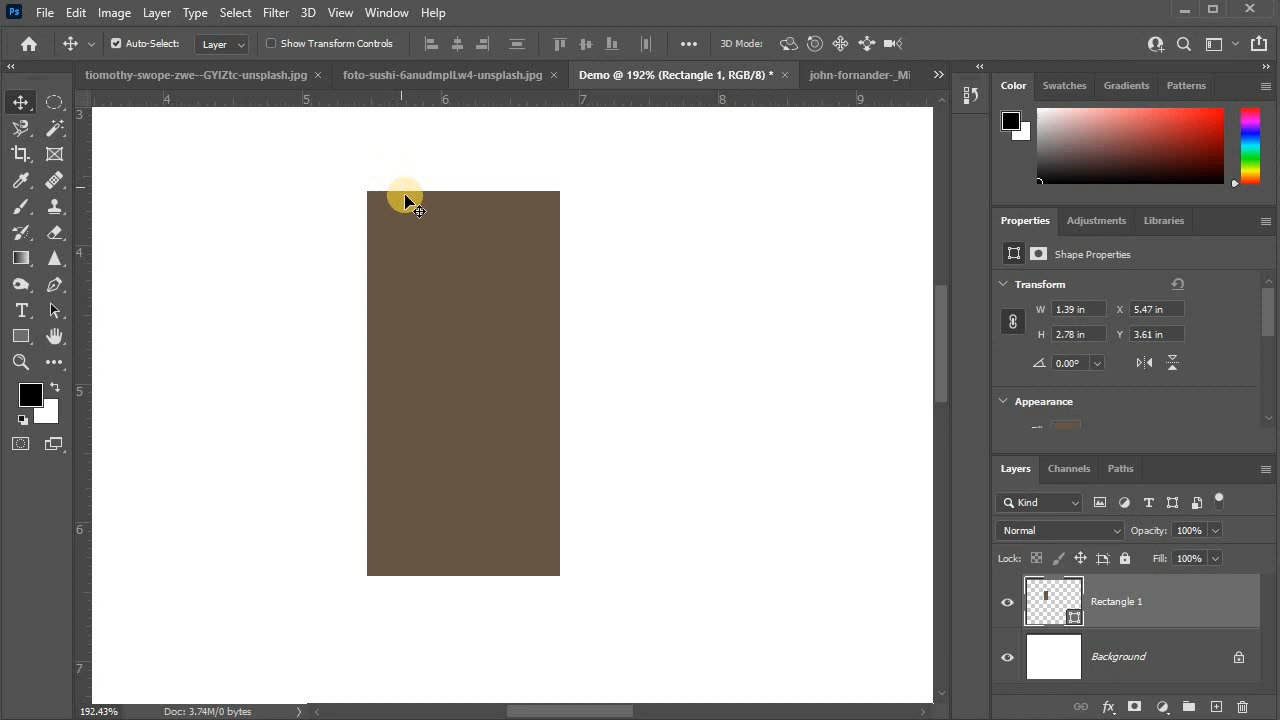 Ps File Edit Image Layer Type Select Filter 3D View Window Help
Auto-Select: Layer Show Transform Controls 3D Mode:
tiomothy-swope-zwe--GYIZtc-unsplash.jpg foto-sushi-6anudmpILw4-unsplash.jpg Demo @ 192% (Rectangle 1, RGB/8) * john-fornander-_Mi
Color Swatches Gradients Patterns
4 5 6 7 8 9
3
4
5
6
7
Properties Adjustments Libraries
Shape Properties
Transform
W 1.39 in X 5.47 in
H 2.78 in Y 3.61 in
0.00°
Appearance
Layers Channels Paths
Kind
Normal Opacity: 100%
Lock: Fill: 100%
Rectangle 1
Background
192.43% Doc: 3.74M/0 bytes